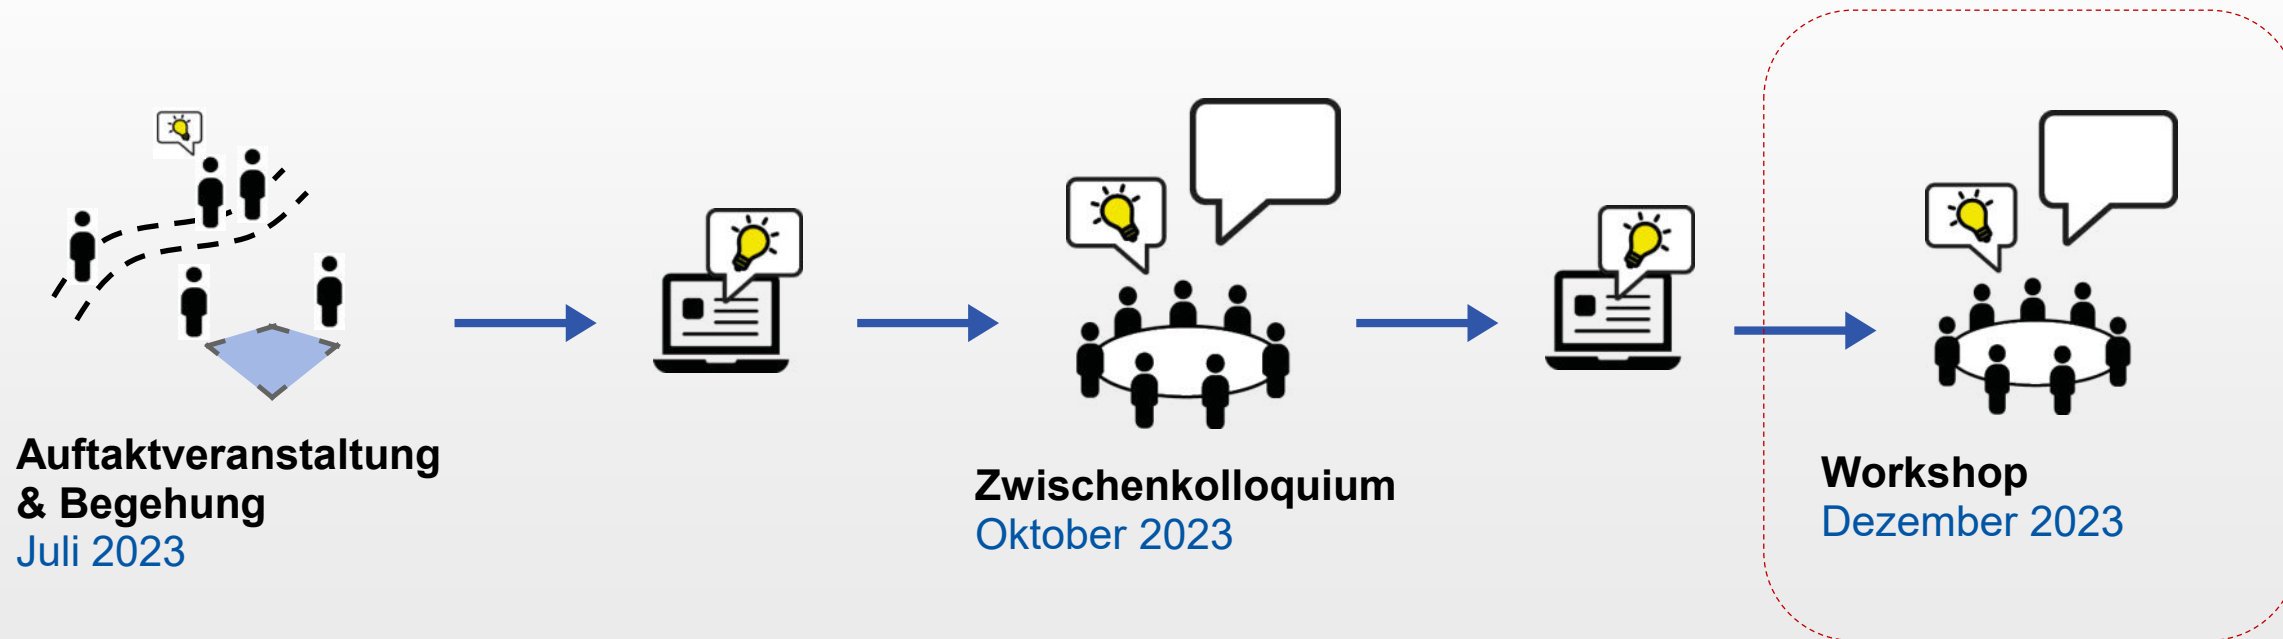 Auftaktveranstaltung
& Begehung
Juli 2023
Zwischenkolloquium
Oktober 2023
Workshop
Dezember 2023